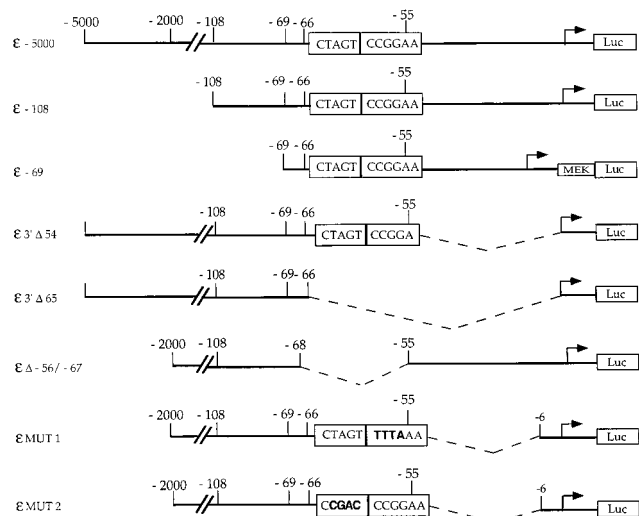 -5000 -2000 -108 -69 -66 -55
ε - 5000 CTAGT CCGGAA Luc
-108 -69 -66 -55
ε - 108 CTAGT CCGGAA Luc
- 69 -66 -55
ε - 69 CTAGT CCGGAA MEK Luc
- 108 -69 -66 -55
ε 3' Δ 54 CTAGT CCGGA Luc
- 108 -69 -66
ε 3' Δ 65 Luc
-2000 -108 -68 -55
ε Δ - 56 / - 67 Luc
-2000 -108 -69 -66 -55 -6
ε MUT 1 CTAGT TTTAAA Luc
-2000 -108 -69 -66 -55 -6
ε MUT 2 CCGAC CCGGAA Luc